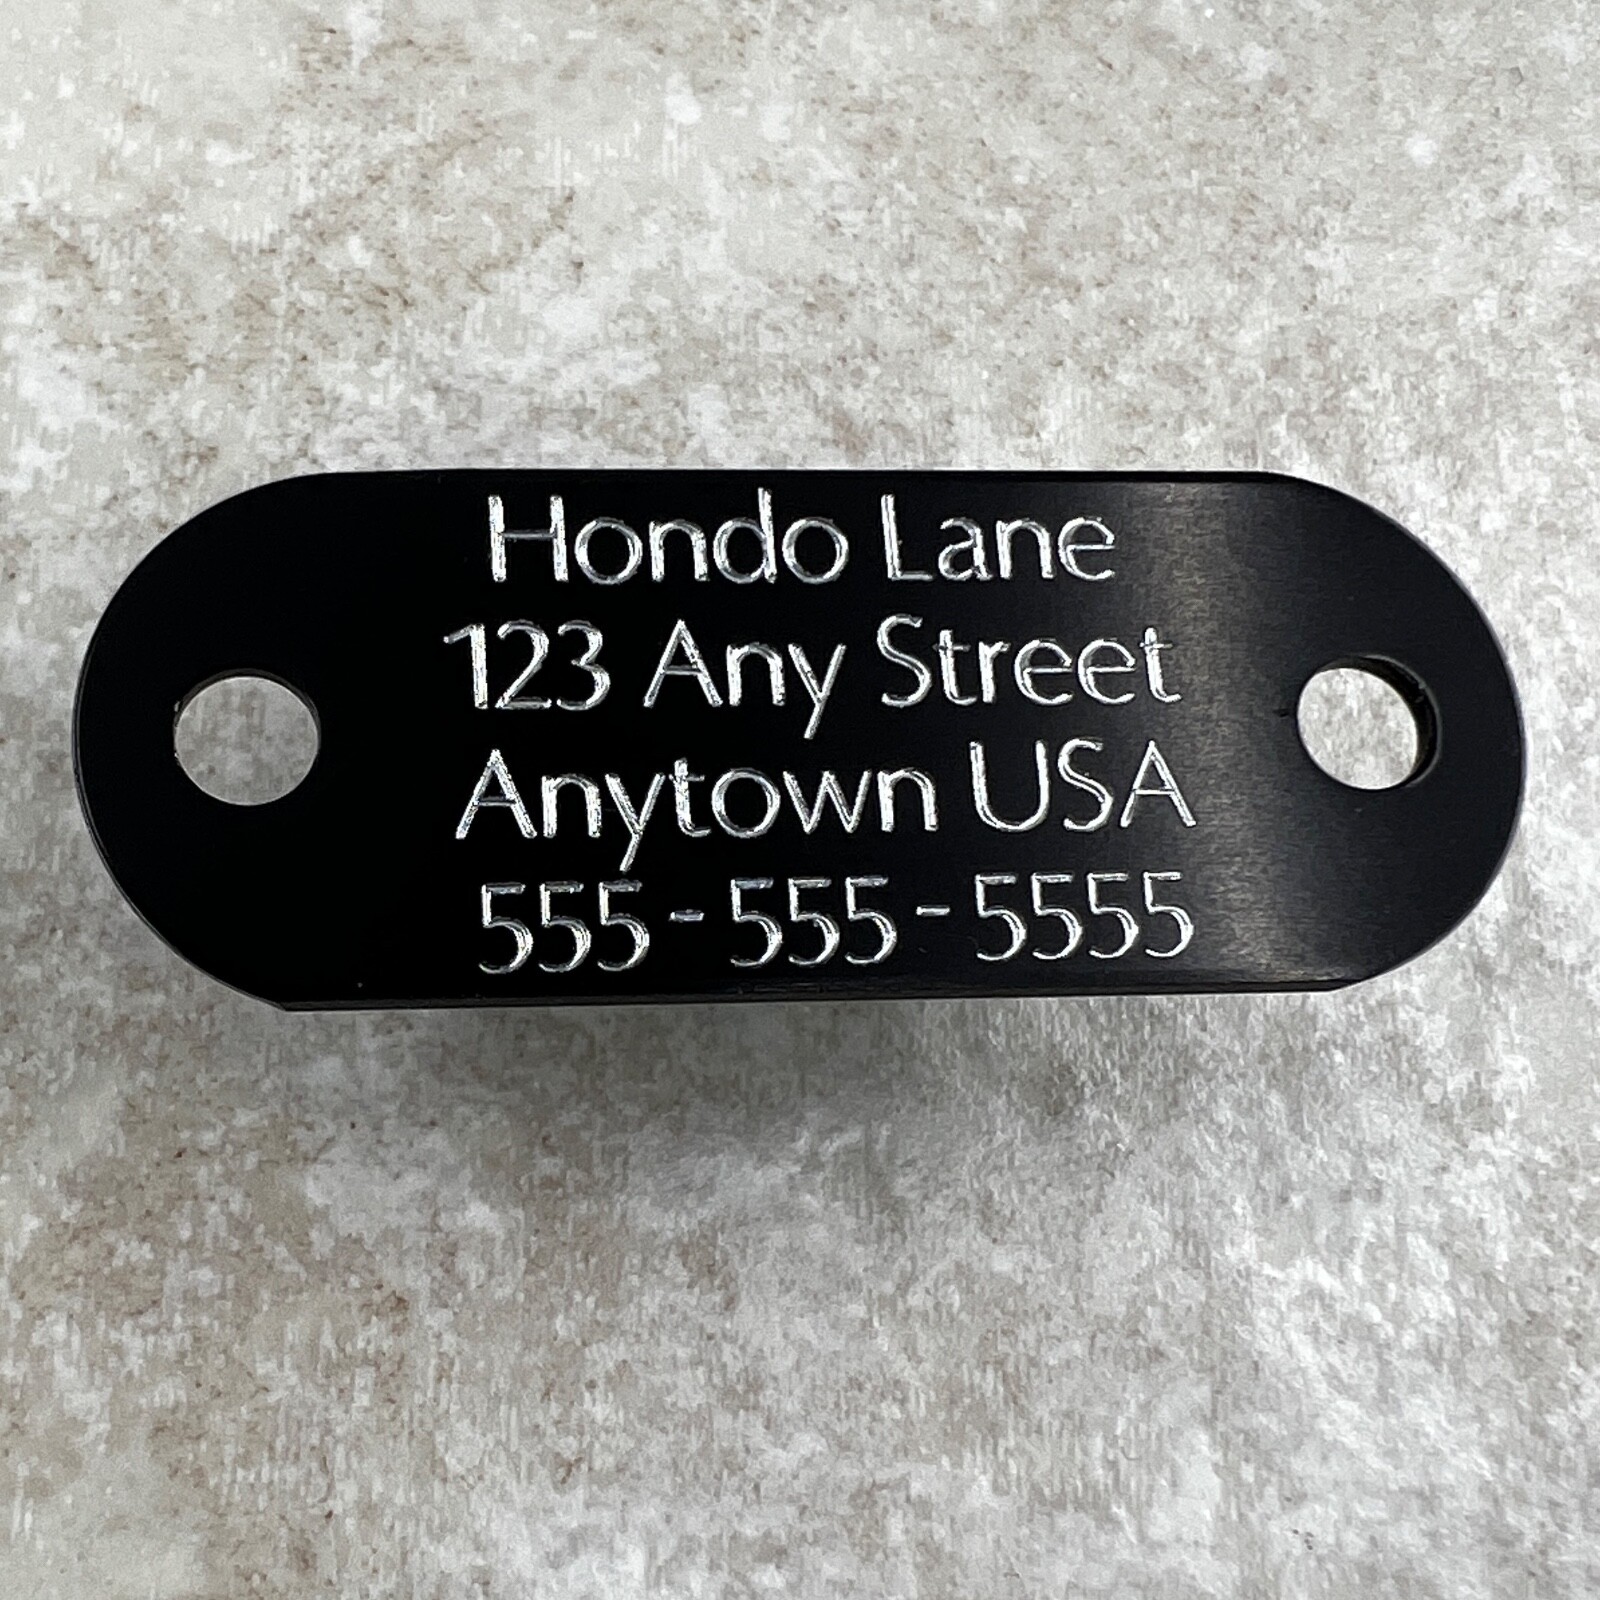 Hondo Lane
123 Any Street
Anytown USA
555-555-5555